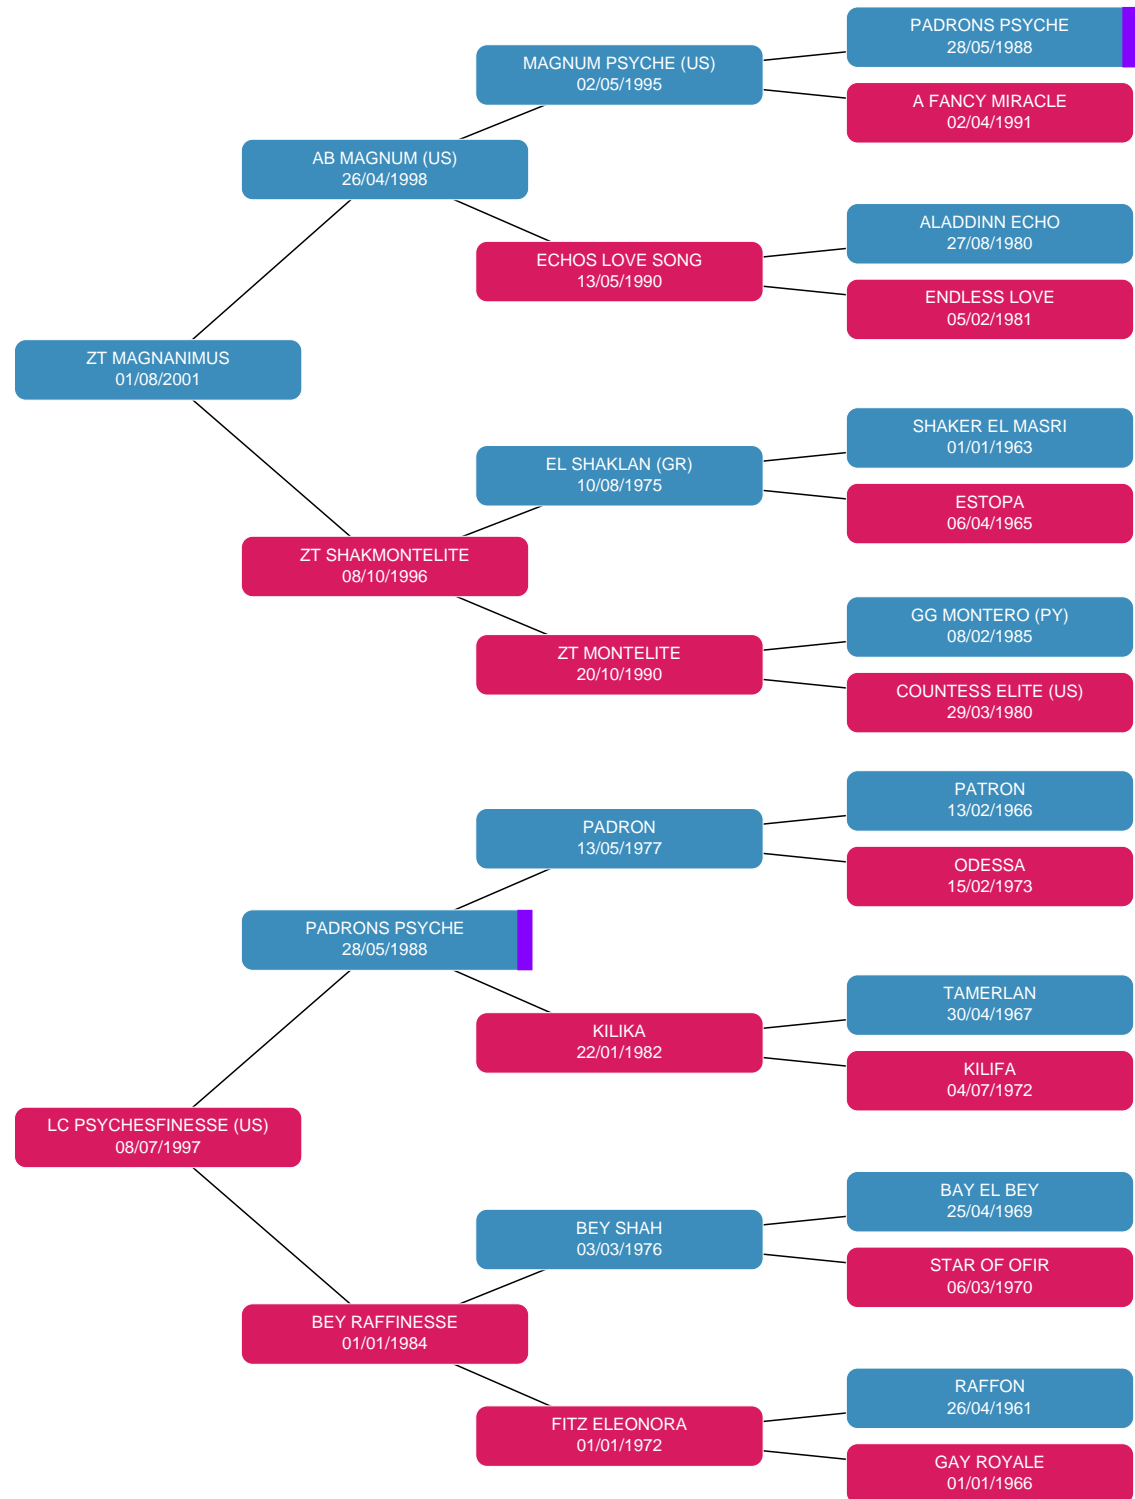 PADRONS PSYCHE
28/05/1988
MAGNUM PSYCHE (US)
02/05/1995
A FANCY MIRACLE
02/04/1991
AB MAGNUM (US)
26/04/1998
ALADDINN ECHO
27/08/1980
ECHOS LOVE SONG
13/05/1990
ENDLESS LOVE
05/02/1981
ZT MAGNANIMUS
01/08/2001
SHAKER EL MASRI
01/01/1963
EL SHAKLAN (GR)
10/08/1975
ESTOPA
06/04/1965
ZT SHAKMONTELITE
08/10/1996
GG MONTERO (PY)
08/02/1985
ZT MONTELITE
20/10/1990
COUNTESS ELITE (US)
29/03/1980
PATRON
13/02/1966
PADRON
13/05/1977
ODESSA
15/02/1973
PADRONS PSYCHE
28/05/1988
TAMERLAN
30/04/1967
KILIKA
22/01/1982
KILIFA
04/07/1972
LC PSYCHESFINESSE (US)
08/07/1997
BAY EL BEY
25/04/1969
BEY SHAH
03/03/1976
STAR OF OFIR
06/03/1970
BEY RAFFINESSE
01/01/1984
RAFFON
26/04/1961
FITZ ELEONORA
01/01/1972
GAY ROYALE
01/01/1966